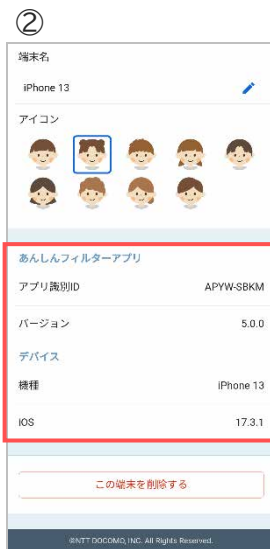 ②
端末名
iPhone 13
アイコン
あんしんフィルターアプリ
アプリ識別ID APYW-SBKM
バージョン 5.0.0
デバイス
機種 iPhone 13
iOS 17.3.1
この端末を削除する
©NTT DOCOMO, INC. All Rights Reserved.